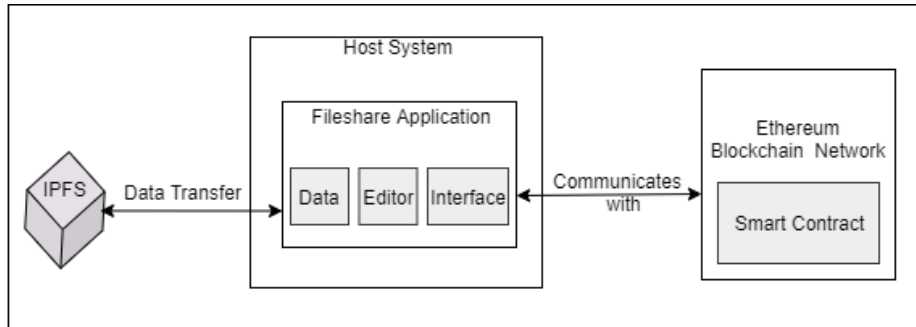 Host System
Fileshare Application
IPFS
Data Transfer
Data
Editor
Interface
Communicates
with
Ethereum
Blockchain Network
Smart Contract